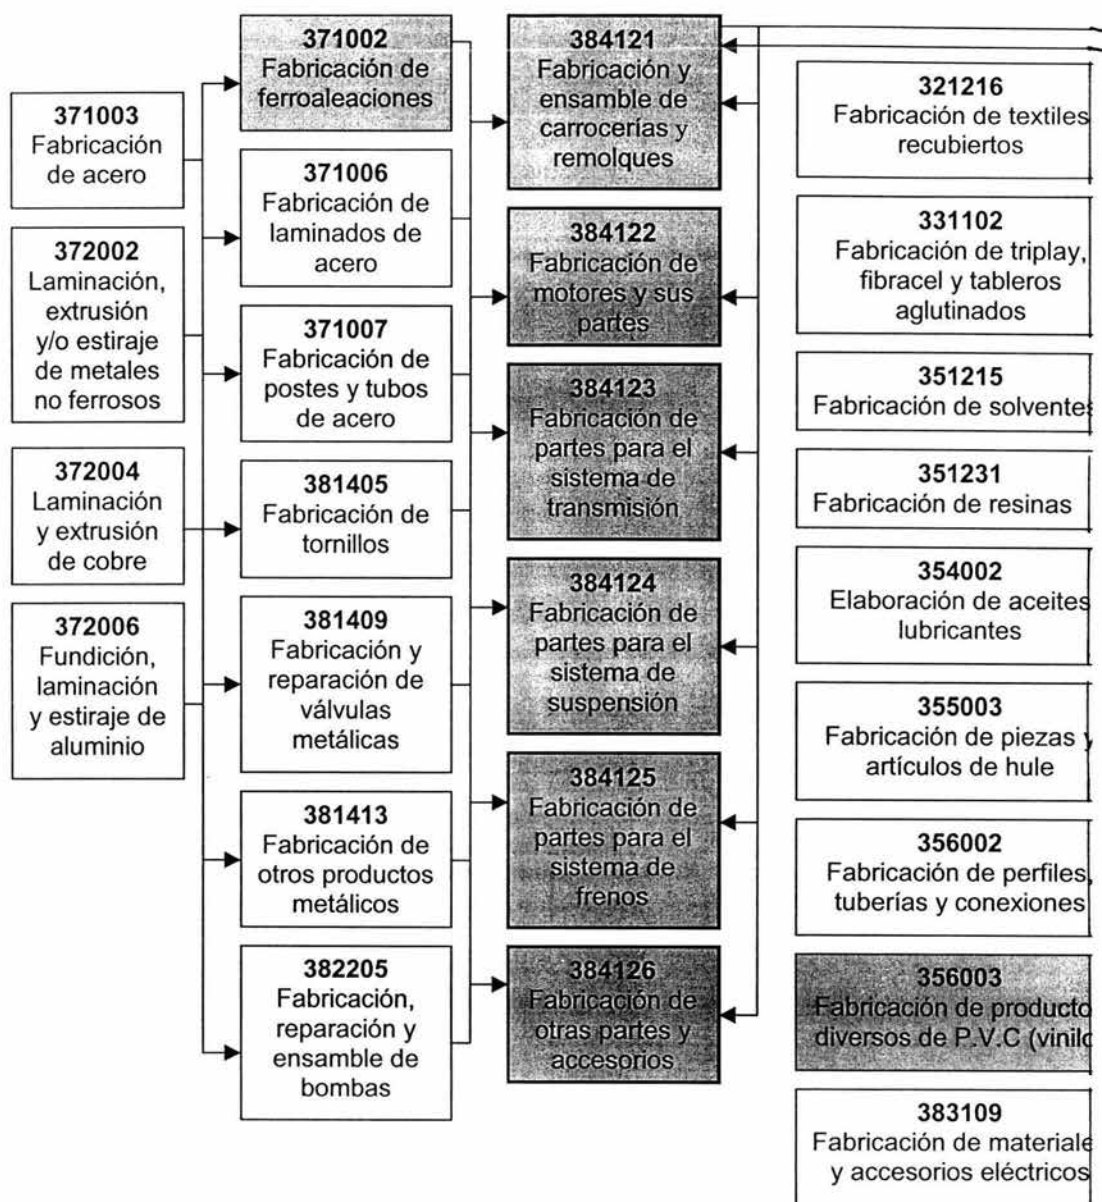 371003
Fabricación
de acero
372002
Laminación,
extrusión
y/o estiraje
de metales
no ferrosos
372004
Laminación
y extrusión
de cobre
372006
Fundición,
laminación
y estiraje de
aluminio
371002
Fabricación de
ferroaleaciones
371006
Fabricación de
laminados de
acero
371007
Fabricación de
postes y tubos
de acero
381405
Fabricación de
tornillos
381409
Fabricación y
reparación de
válvulas
metálicas
381413
Fabricación de
otros productos
metálicos
382205
Fabricación,
reparación y
ensamble de
bombas
384121
Fabricación y
ensamble de
carrocerías y
remolques
384122
Fabricación de
motores y sus
partes
384123
Fabricación de
partes para el
sistema de
transmisión
384124
Fabricación de
partes para el
sistema de
suspensión
384125
Fabricación de
partes para el
sistema de
frenos
384126
Fabricación de
otras partes y
accesorios
321216
Fabricación de textiles
recubiertos
331102
Fabricación de triplay,
fibracel y tableros
aglutinados
351215
Fabricación de solventes
351231
Fabricación de resinas
354002
Elaboración de aceites
lubricantes
355003
Fabricación de piezas y
artículos de hule
356002
Fabricación de perfiles,
tuberías y conexiones
356003
Fabricación de producto
diversos de P.V.C (vinilo
383109
Fabricación de materiale
y accesorios eléctricos